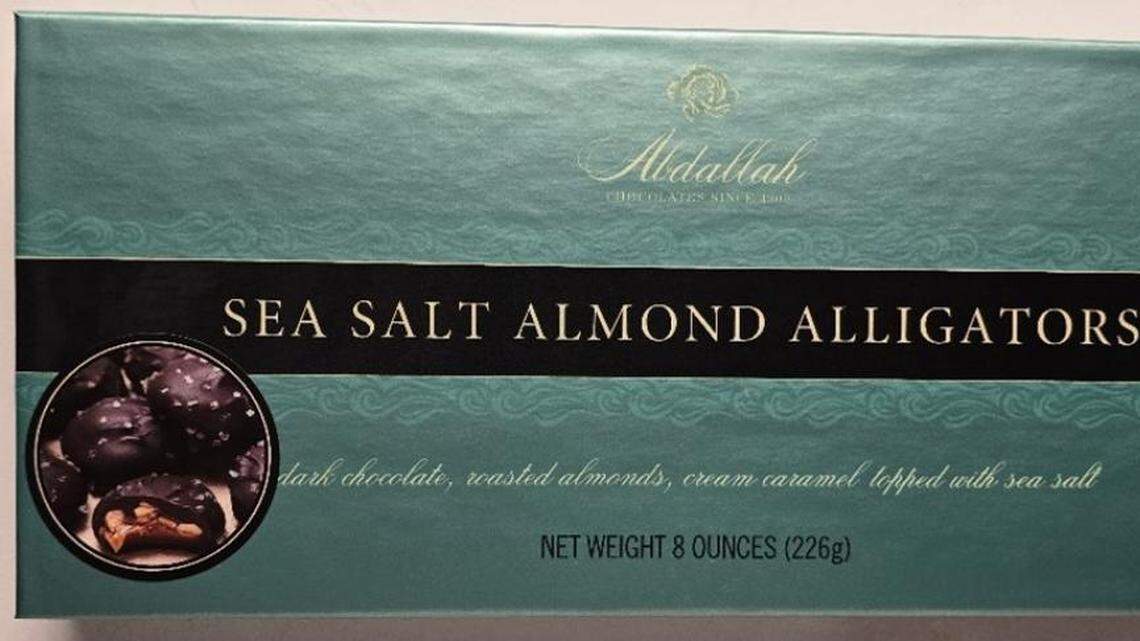 Abdallah
CHOCOLATES SINCE 1909
SEA SALT ALMOND ALLIGATORS
dark chocolate, roasted almonds, cream caramel topped with sea salt
NET WEIGHT 8 OUNCES (226g)